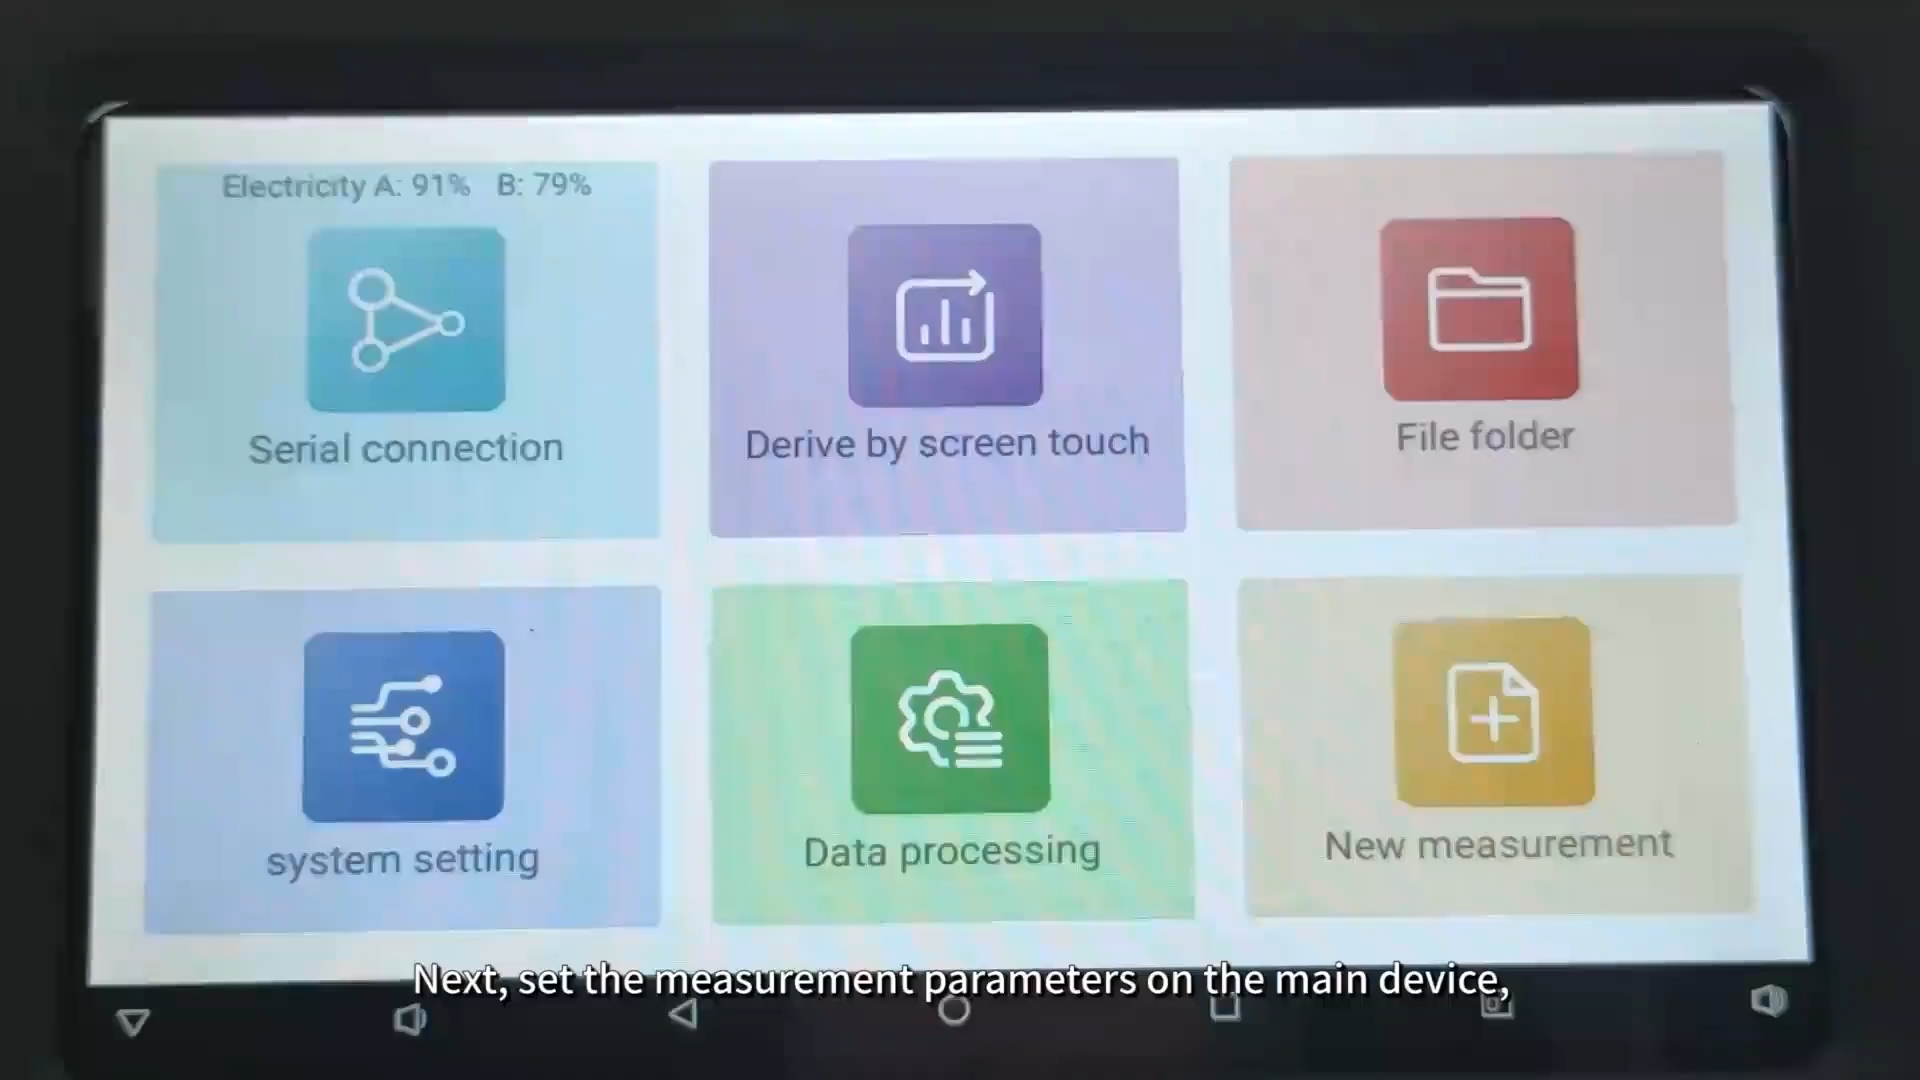 Electricity A: 91% B: 79%
Serial connection
Derive by screen touch
File folder
system setting
Data processing
New measurement
Next, set the measurement parameters on the main device,